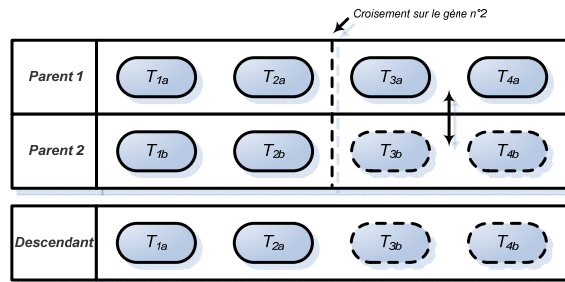 Croisement sur le gène n°2
Parent 1 T1a T2a T3a T4a
Parent 2 T1b T2b T3b T4b
Descendant T1a T2a T3b T4b